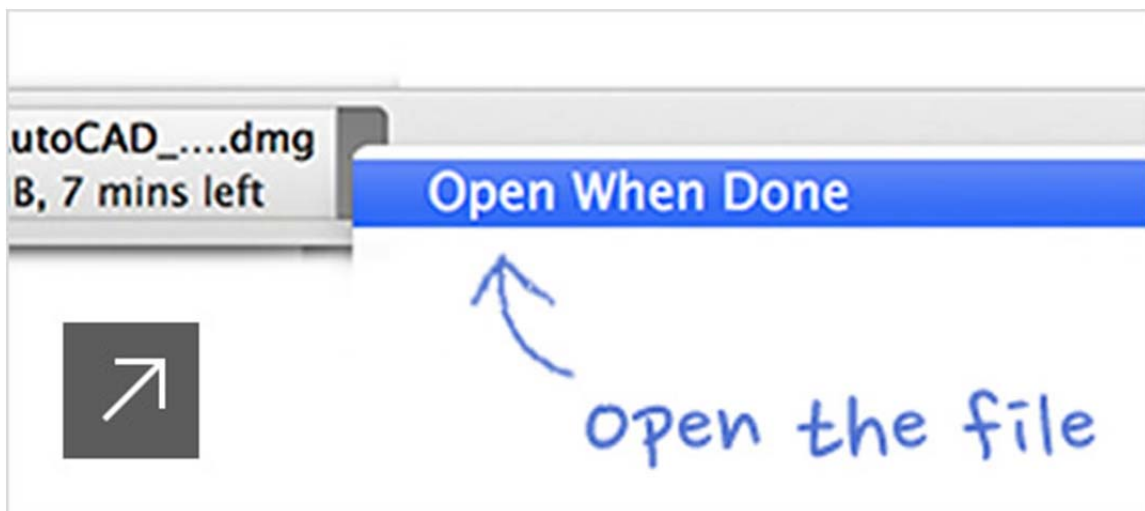 utoCAD_....dmg
B, 7 mins left
Open When Done
open the file